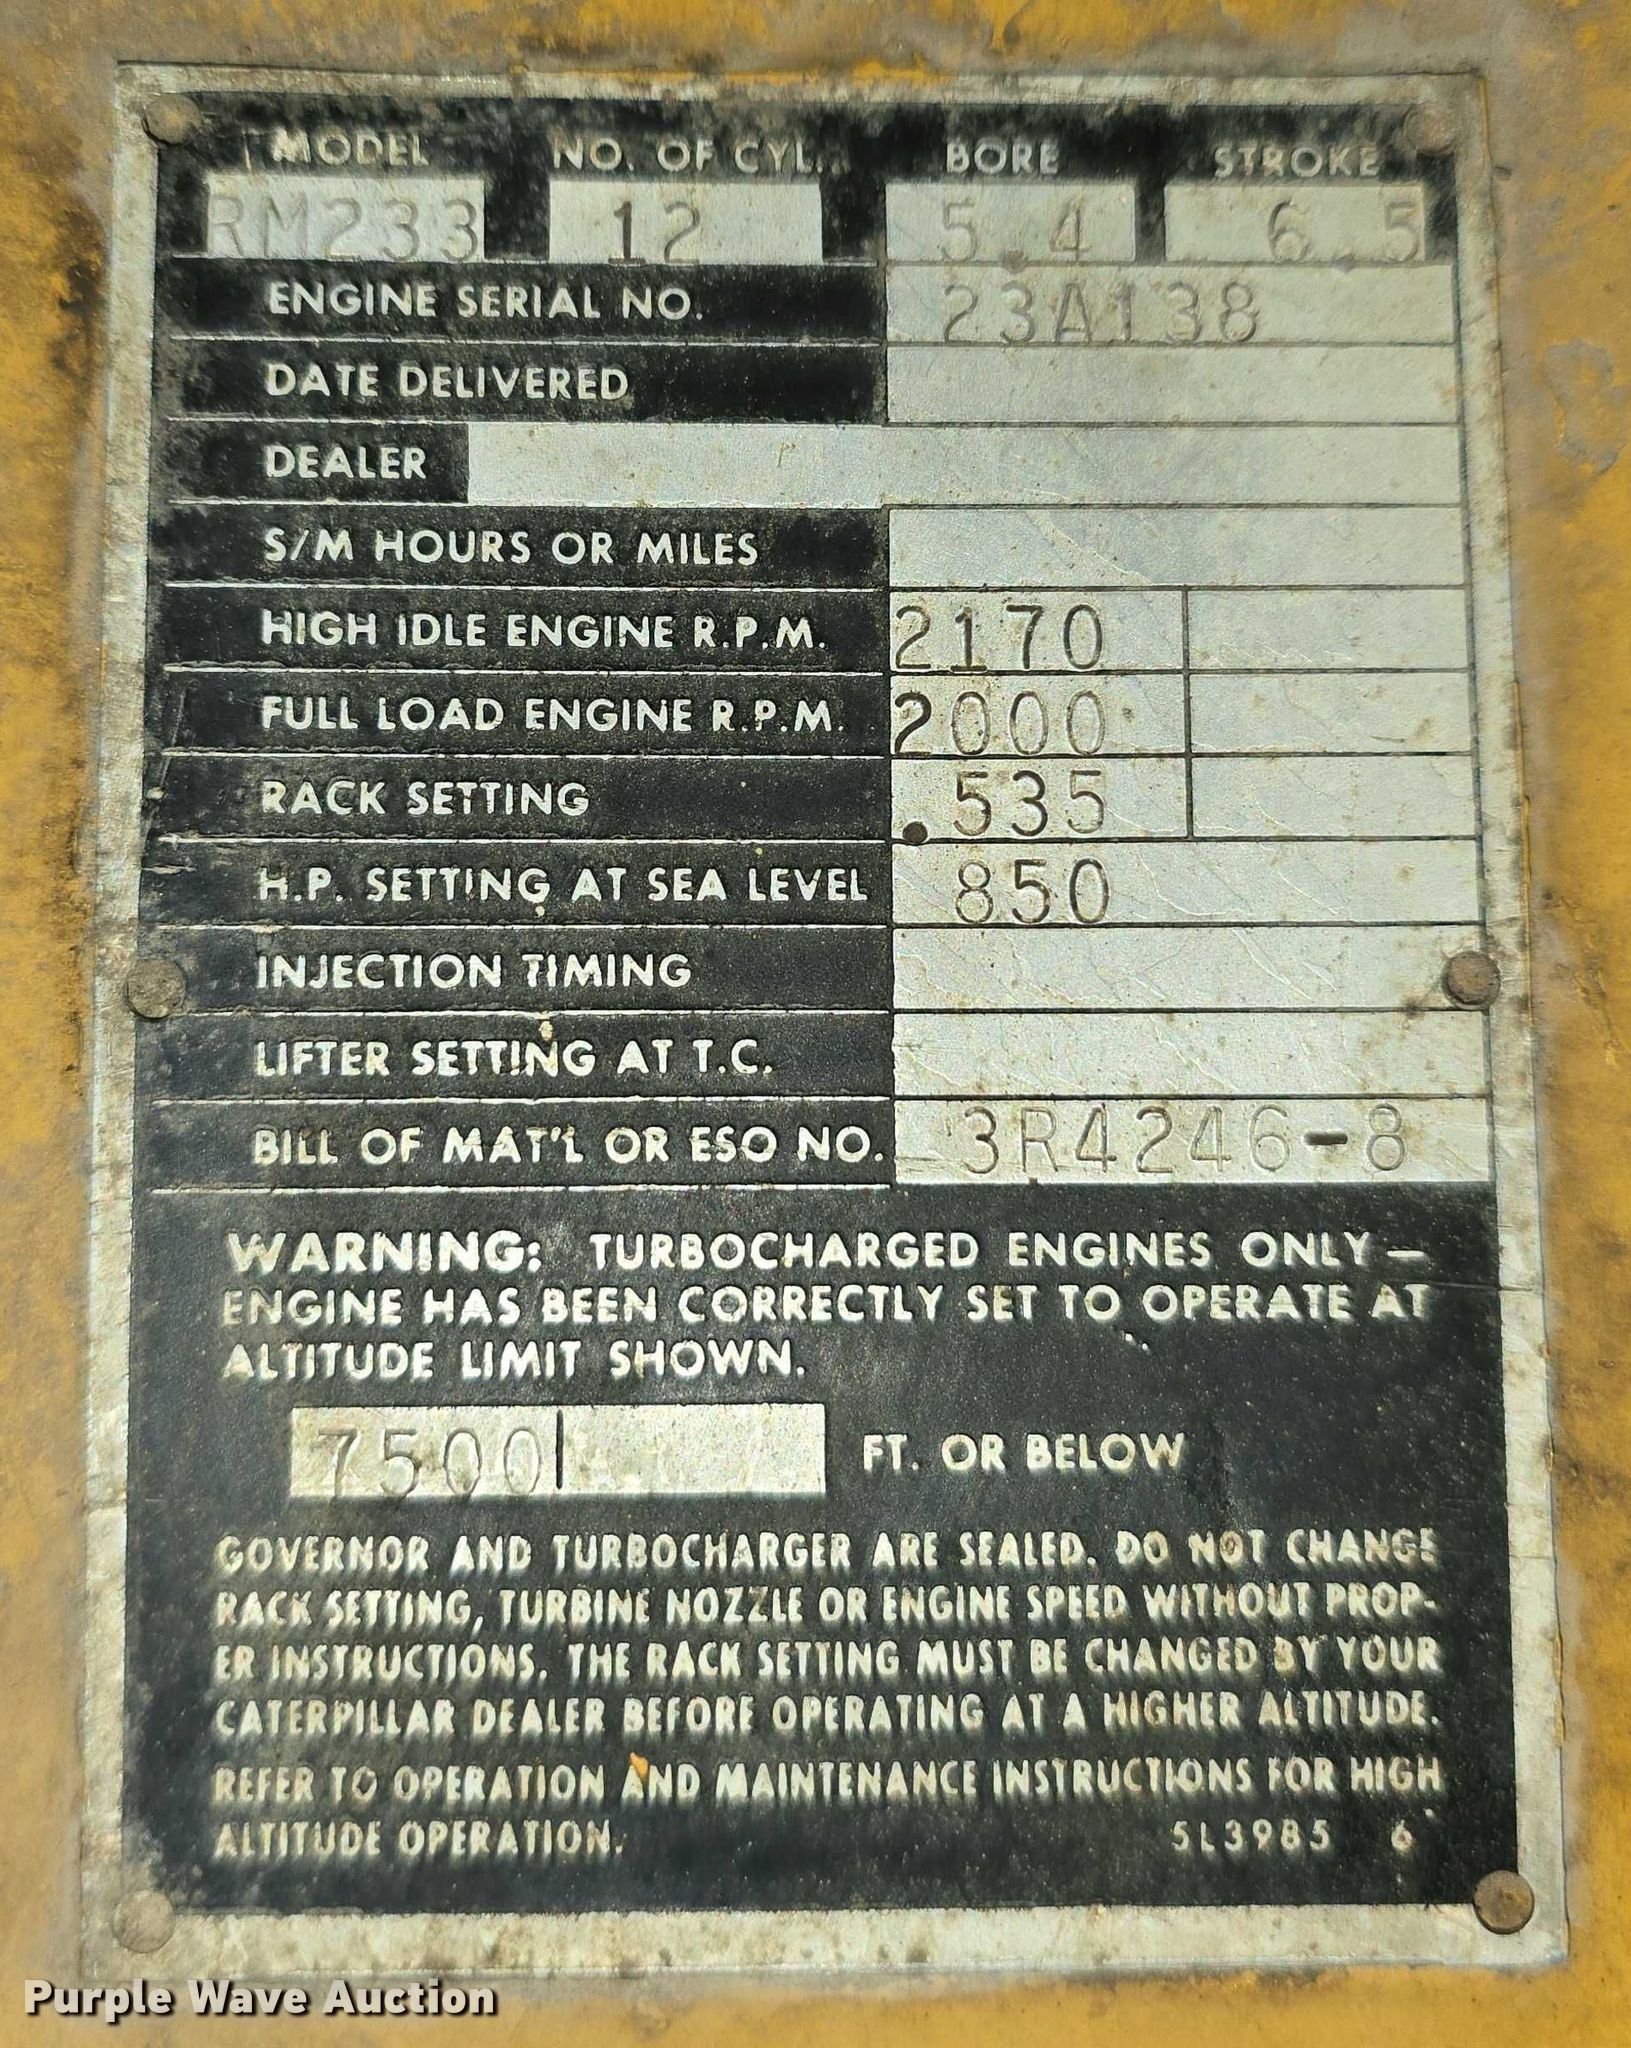 MODEL NO. OF CYL. BORE STROKE
RM233 12 5.4 6.5
ENGINE SERIAL NO. 23A138
DATE DELIVERED
DEALER
S/M HOURS OR MILES
HIGH IDLE ENGINE R.P.M. 2170
FULL LOAD ENGINE R.P.M. 2000
RACK SETTING .535
H.P. SETTING AT SEA LEVEL 850
INJECTION TIMING
LIFTER SETTING AT T.C.
BILL OF MAT'L OR ESO NO. 3R4246-8
WARNING: TURBOCHARGED ENGINES ONLY —
ENGINE HAS BEEN CORRECTLY SET TO OPERATE AT
ALTITUDE LIMIT SHOWN.
7500 FT. OR BELOW
GOVERNOR AND TURBOCHARGER ARE SEALED. DO NOT CHANGE
RACK SETTING, TURBINE NOZZLE OR ENGINE SPEED WITHOUT PROP-
ER INSTRUCTIONS. THE RACK SETTING MUST BE CHANGED BY YOUR
CATERPILLAR DEALER BEFORE OPERATING AT A HIGHER ALTITUDE.
REFER TO OPERATION AND MAINTENANCE INSTRUCTIONS FOR HIGH
ALTITUDE OPERATION. 5L3985 6
Purple Wave Auction